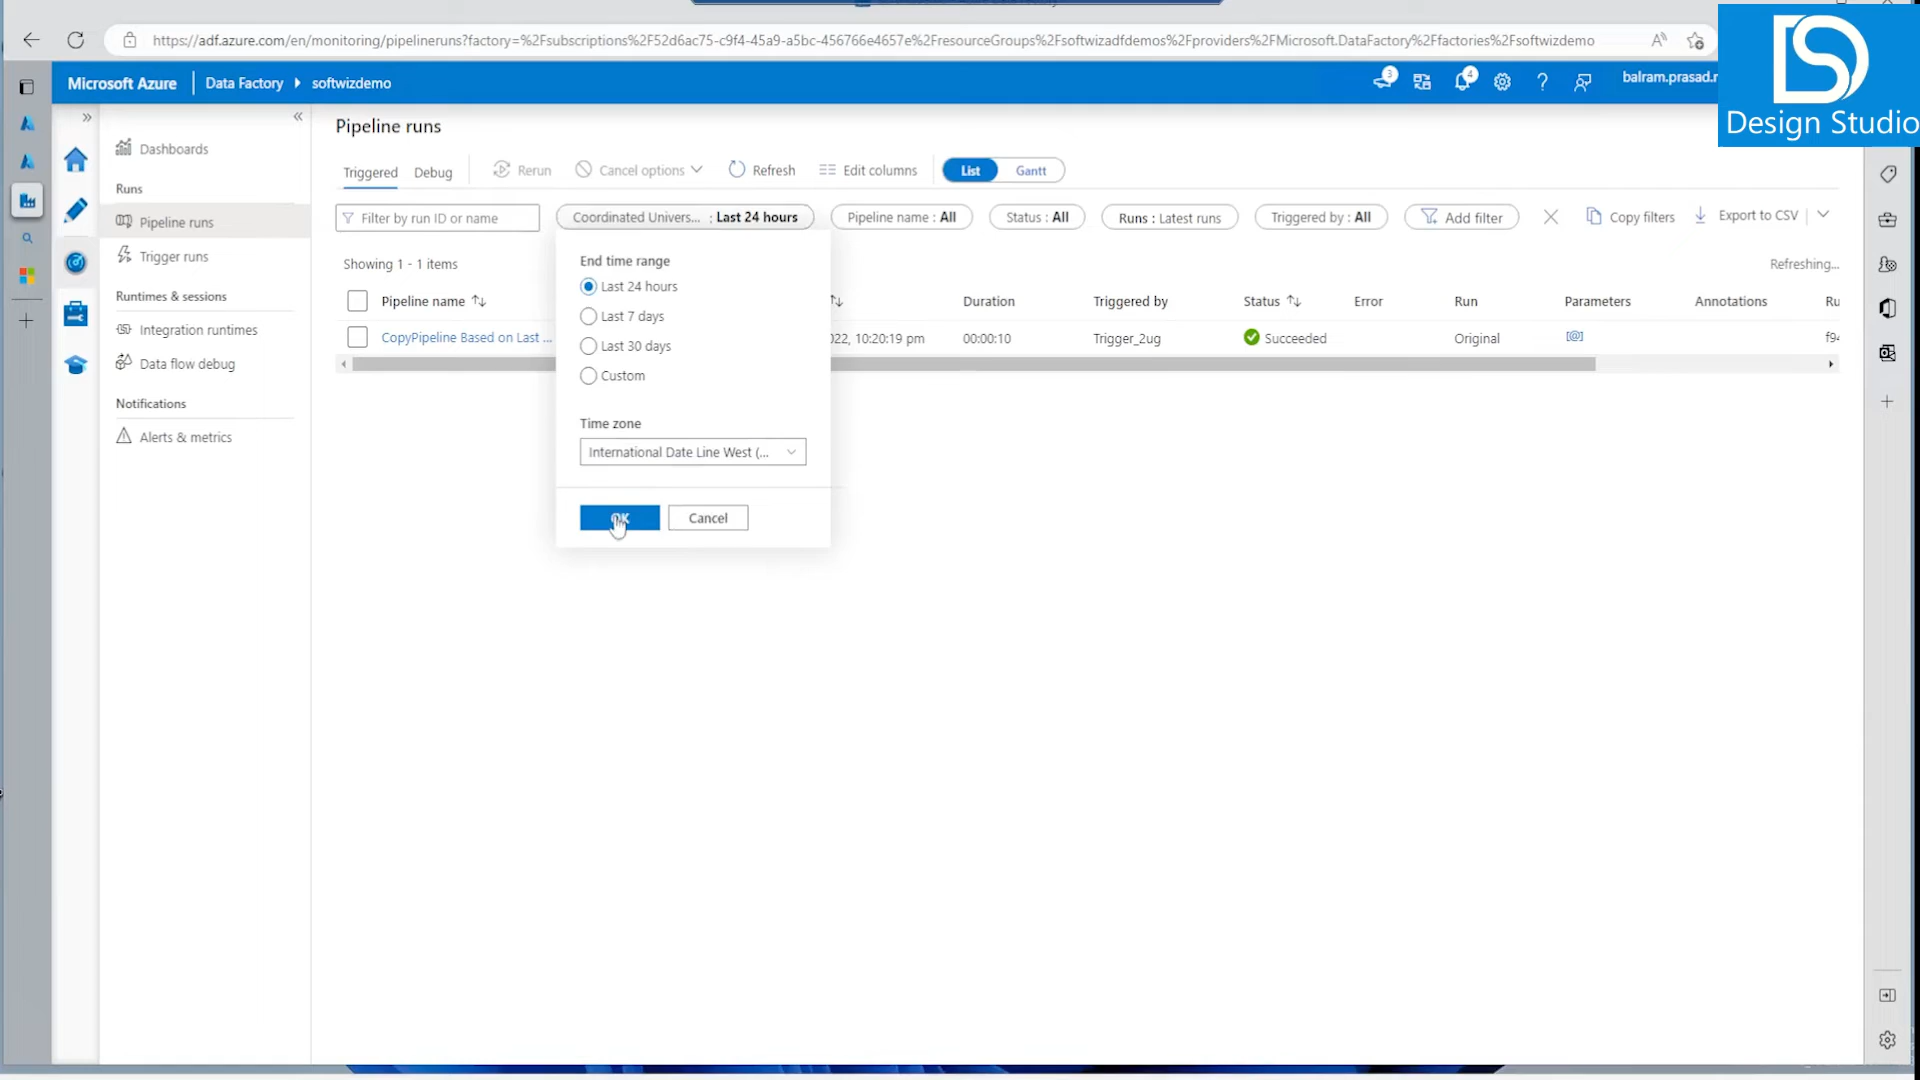 https://adf.azure.com/en/monitoring/pipelineruns?factory=%2Fsubscriptions%2F52d6ac75-c9f4-45a9-a5bc-456766e4657e%2FresourceGroups%2Fsoftwizadfdemos%2Fproviders%2FMicrosoft.DataFactory%2Ffactories%2Fsoftwizdemo
Design Studio
Microsoft Azure
Data Factory
softwizdemo
3
4
balram.prasad.r
Pipeline runs
Dashboards
Runs
Pipeline runs
Trigger runs
Runtimes & sessions
Integration runtimes
Data flow debug
Notifications
Alerts & metrics
Triggered Debug Rerun Cancel options Refresh Edit columns List Gantt
Filter by run ID or name Coordinated Univers... : Last 24 hours Pipeline name : All Status : All Runs : Latest runs Triggered by : All Add filter Copy filters Export to CSV
Showing 1 - 1 items Refreshing...
Pipeline name Duration Triggered by Status Error Run Parameters Annotations Ru
CopyPipeline Based on Last ... 022, 10:20:19 pm 00:00:10 Trigger_2ug Succeeded Original [@] f94
End time range
Last 24 hours
Last 7 days
Last 30 days
Custom
Time zone
International Date Line West (...
OK Cancel